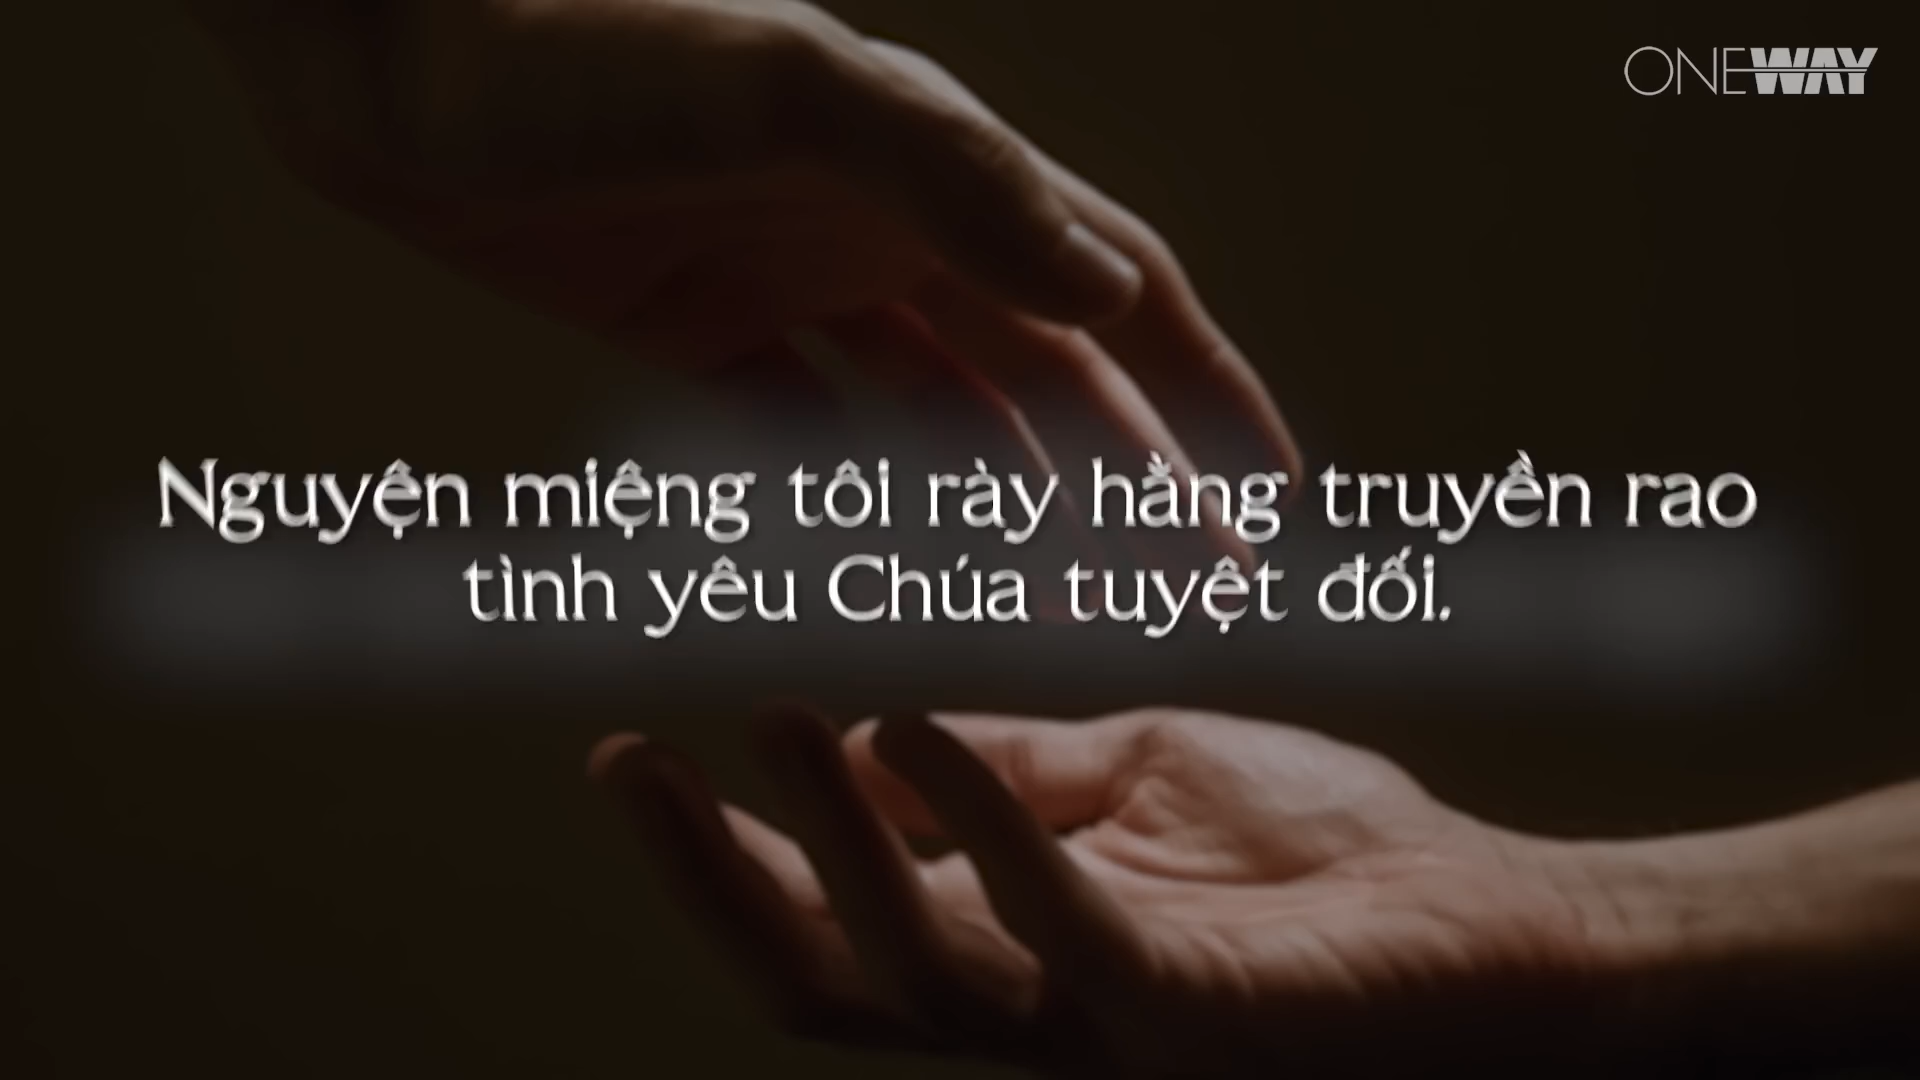 ONEWAY
Nguyện miệng tôi rày hằng truyền rao
tình yêu Chúa tuyệt đối.